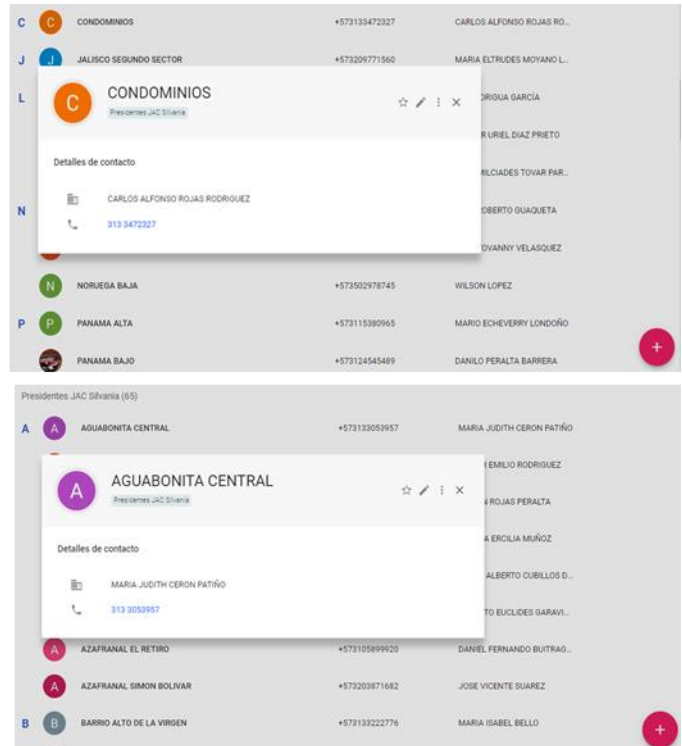 C C CONDOMINIOS +573133472327 CARLOS ALFONSO ROJAS RO...
J J JALISCO SEGUNDO SECTOR +573209771560 MARIA ELTRUDES MOYANO L...
L
C CONDOMINIOS
Presidentes JAC Silvania
Detalles de contacto
CARLOS ALFONSO ROJAS RODRIGUEZ
313 3472327
GARCÍA
URIEL DIAZ PRIETO
TOVAR PAR...
GUAQUETA
VELASQUEZ
N
N NORUEGA BAJA +573502978745 WILSON LOPEZ
P P PANAMA ALTA +573115380965 MARIO ECHEVERRY LONDOÑO
PANAMA BAJO +573124545489 DANILO PERALTA BARRERA
+
Presidentes JAC Silvania (65)
A A AGUABONITA CENTRAL +573133053957 MARIA JUDITH CERON PATIÑO
A AGUABONITA CENTRAL
Presidentes JAC Silvania
Detalles de contacto
MARIA JUDITH CERON PATIÑO
313 3053957
EMILIO RODRIGUEZ
ROJAS PERALTA
ERCILIA MUÑOZ
ALBERTO CUBILLOS D...
EUCLIDES GARAVI...
A AZAFRANAL EL RETIRO +573105899920 DANIEL FERNANDO BUITRAG...
A AZAFRANAL SIMON BOLIVAR +573203871682 JOSE VICENTE SUAREZ
B B BARRIO ALTO DE LA VIRGEN +573133222776 MARIA ISABEL BELLO
+